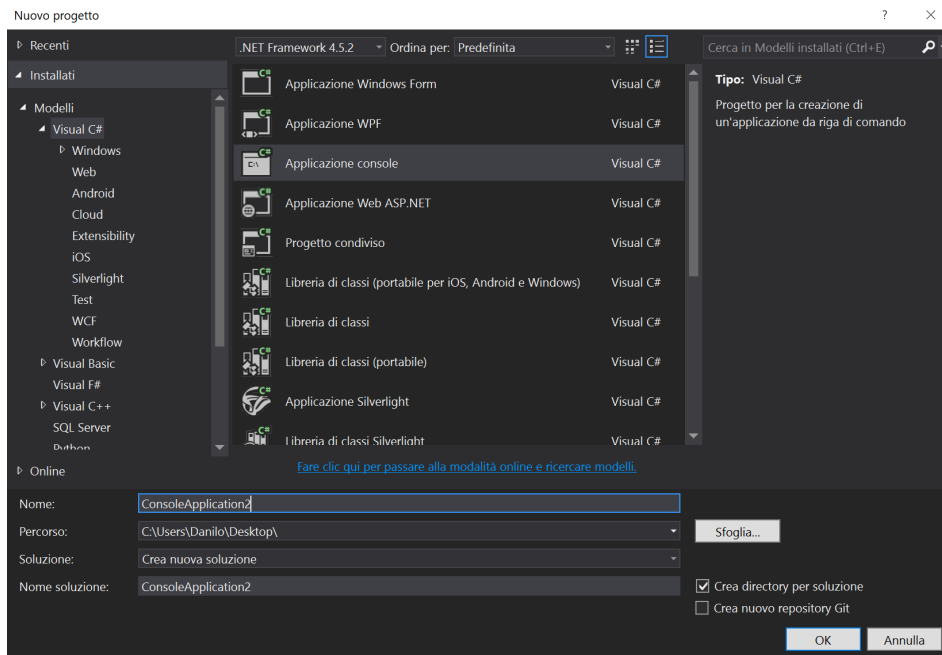 Nuovo progetto
?
Recenti
.NET Framework 4.5.2
Ordina per:
Predefinita
Cerca in Modelli installati (Ctrl+E)
Installati
Modelli
Visual C#
Windows
Web
Android
Cloud
Extensibility
iOS
Silverlight
Test
WCF
Workflow
Visual Basic
Visual F#
Visual C++
SQL Server
Python
Online
Applicazione Windows Form Visual C#
Applicazione WPF Visual C#
Applicazione console Visual C#
Applicazione Web ASP.NET Visual C#
Progetto condiviso Visual C#
Libreria di classi (portabile per iOS, Android e Windows) Visual C#
Libreria di classi Visual C#
Libreria di classi (portabile) Visual C#
Applicazione Silverlight Visual C#
Libreria di classi Silverlight Visual C#
Fare clic qui per passare alla modalità online e ricercare modelli.
Tipo: Visual C#
Progetto per la creazione di
un'applicazione da riga di comando
Nome: ConsoleApplication2
Percorso: C:\Users\Danilo\Desktop\
Sfoglia...
Soluzione: Crea nuova soluzione
Nome soluzione: ConsoleApplication2
Crea directory per soluzione
Crea nuovo repository Git
OK
Annulla